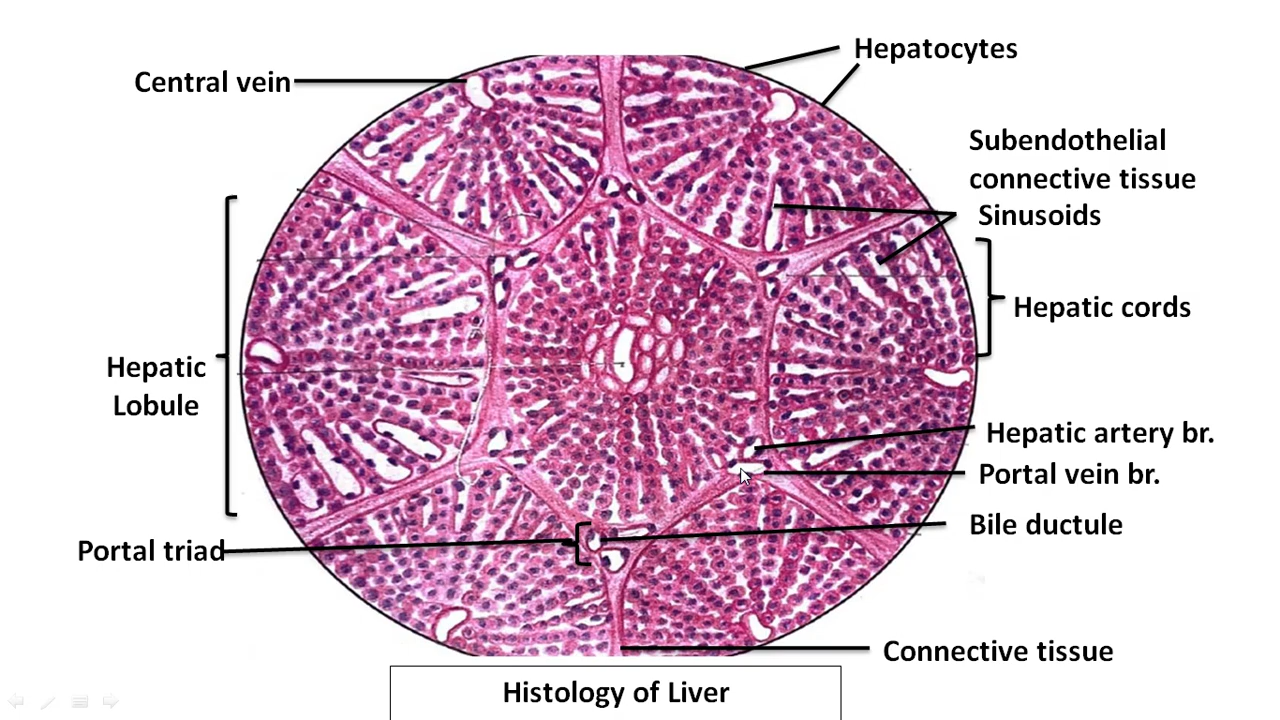 Hepatocytes
Central vein
Subendothelial
connective tissue
Sinusoids
Hepatic cords
Hepatic
Lobule
Hepatic artery br.
Portal vein br.
Bile ductule
Portal triad
Connective tissue
Histology of Liver